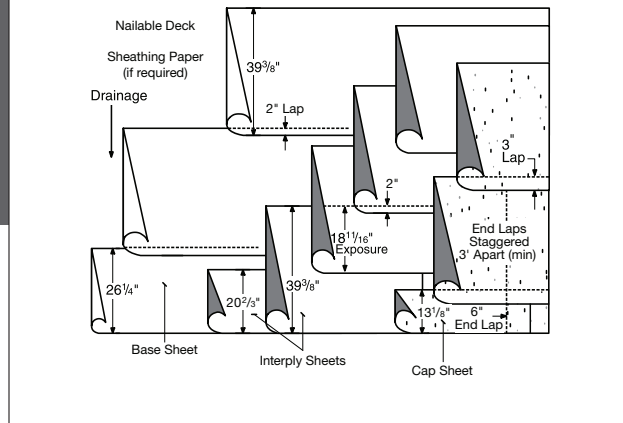 Nailable Deck
Sheathing Paper
(if required)
Drainage
39³/₈"
2" Lap
3"
Lap
2"
18¹¹/₁₆"
Exposure
End Laps
Staggered
3' Apart (min)
26¹/₄"
20²/₃"
39³/₈"
13¹/₈"
6"
End Lap
Base Sheet
Interply Sheets
Cap Sheet